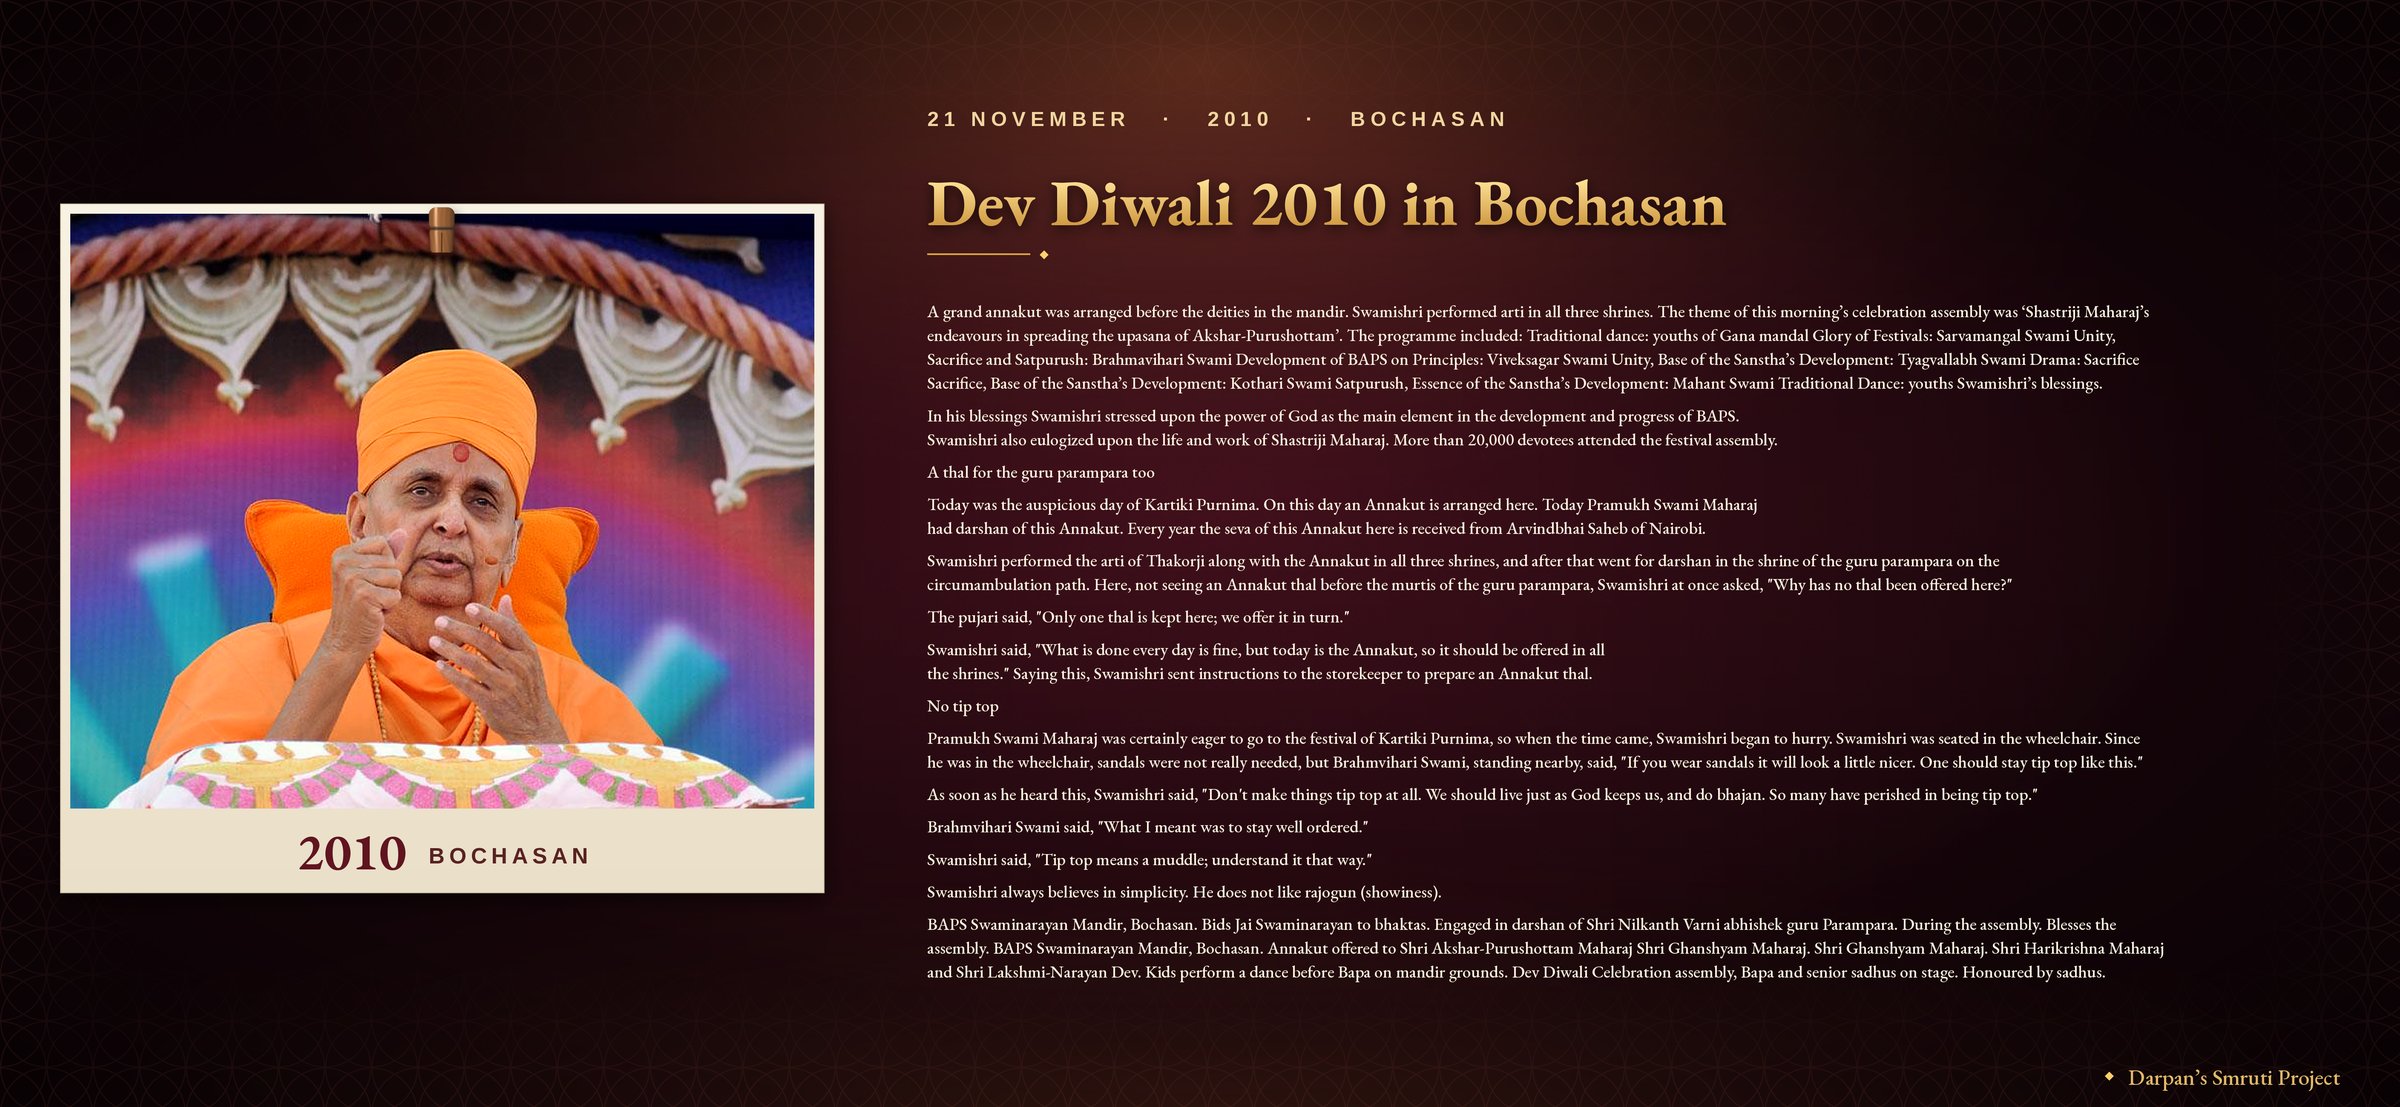 21 NOVEMBER · 2010 · BOCHASAN
Dev Diwali 2010 in Bochasan
A grand annakut was arranged before the deities in the mandir. Swamishri performed arti in all three shrines. The theme of this morning’s celebration assembly was ‘Shastriji Maharaj’s
endeavours in spreading the upasana of Akshar-Purushottam’. The programme included: Traditional dance: youths of Gana mandal Glory of Festivals: Sarvamangal Swami Unity,
Sacrifice and Satpurush: Brahmavihari Swami Development of BAPS on Principles: Viveksagar Swami Unity, Base of the Sanstha’s Development: Tyagvallabh Swami Drama: Sacrifice
Sacrifice, Base of the Sanstha’s Development: Kothari Swami Satpurush, Essence of the Sanstha’s Development: Mahant Swami Traditional Dance: youths Swamishri’s blessings.
In his blessings Swamishri stressed upon the power of God as the main element in the development and progress of BAPS.
Swamishri also eulogized upon the life and work of Shastriji Maharaj. More than 20,000 devotees attended the festival assembly.
A thal for the guru parampara too
Today was the auspicious day of Kartiki Purnima. On this day an Annakut is arranged here. Today Pramukh Swami Maharaj
had darshan of this Annakut. Every year the seva of this Annakut here is received from Arvindbhai Saheb of Nairobi.
Swamishri performed the arti of Thakorji along with the Annakut in all three shrines, and after that went for darshan in the shrine of the guru parampara on the
circumambulation path. Here, not seeing an Annakut thal before the murtis of the guru parampara, Swamishri at once asked, "Why has no thal been offered here?"
The pujari said, "Only one thal is kept here; we offer it in turn."
Swamishri said, "What is done every day is fine, but today is the Annakut, so it should be offered in all
the shrines." Saying this, Swamishri sent instructions to the storekeeper to prepare an Annakut thal.
No tip top
Pramukh Swami Maharaj was certainly eager to go to the festival of Kartiki Purnima, so when the time came, Swamishri began to hurry. Swamishri was seated in the wheelchair. Since
he was in the wheelchair, sandals were not really needed, but Brahmvihari Swami, standing nearby, said, "If you wear sandals it will look a little nicer. One should stay tip top like this."
As soon as he heard this, Swamishri said, "Don't make things tip top at all. We should live just as God keeps us, and do bhajan. So many have perished in being tip top."
Brahmvihari Swami said, "What I meant was to stay well ordered."
Swamishri said, "Tip top means a muddle; understand it that way."
Swamishri always believes in simplicity. He does not like rajogun (showiness).
BAPS Swaminarayan Mandir, Bochasan. Bids Jai Swaminarayan to bhaktas. Engaged in darshan of Shri Nilkanth Varni abhishek guru Parampara. During the assembly. Blesses the
assembly. BAPS Swaminarayan Mandir, Bochasan. Annakut offered to Shri Akshar-Purushottam Maharaj Shri Ghanshyam Maharaj. Shri Ghanshyam Maharaj. Shri Harikrishna Maharaj
and Shri Lakshmi-Narayan Dev. Kids perform a dance before Bapa on mandir grounds. Dev Diwali Celebration assembly, Bapa and senior sadhus on stage. Honoured by sadhus.
2010 BOCHASAN
Darpan’s Smruti Project